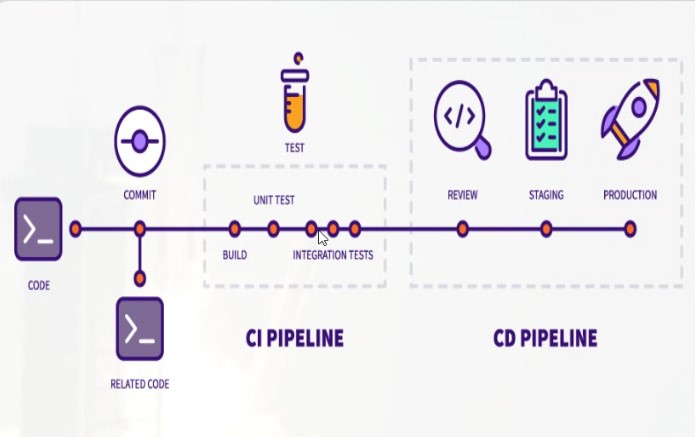 TEST
COMMIT
REVIEW
STAGING
PRODUCTION
UNIT TEST
BUILD
INTEGRATION TESTS
CODE
CI PIPELINE
CD PIPELINE
RELATED CODE